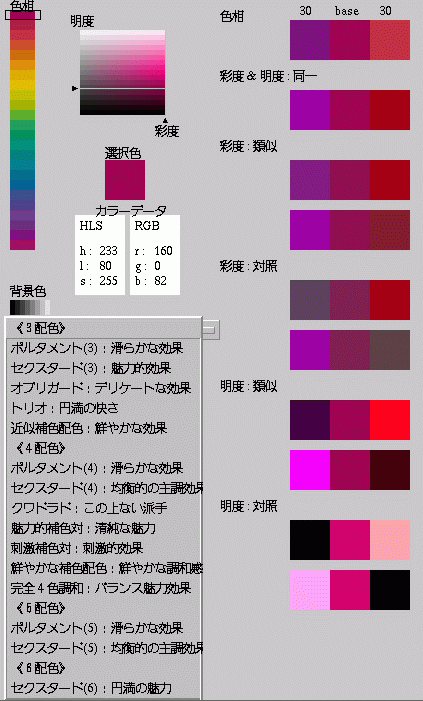 色相
明度
彩度
選択色
カラーデータ
HLS
h : 233
l : 80
s : 255
RGB
r : 160
g : 0
b : 82
背景色
《３配色》
ポルタメント(3) : 滑らかな効果
セクスタード(3) : 魅力的効果
オブリガード : デリケートな効果
トリオ : 円満の快さ
近似補色配色 : 鮮やかな効果
《４配色》
ポルタメント(4) : 滑らかな効果
セクスタード(4) : 均衡的の主調効果
クワドラド : この上ない派手
魅力的補色対 : 清純な魅力
刺激補色対 : 刺激的効果
鮮やかな補色配色 : 鮮やかな調和感
完全４色調和 : バランス魅力効果
《５配色》
ポルタメント(5) : 滑らかな効果
セクスタード(5) : 均衡的の主調効果
《６配色》
セクスタード(6) : 円満の魅力
色相
30 base 30
彩度 & 明度 : 同一
彩度 : 類似
彩度 : 対照
明度 : 類似
明度 : 対照